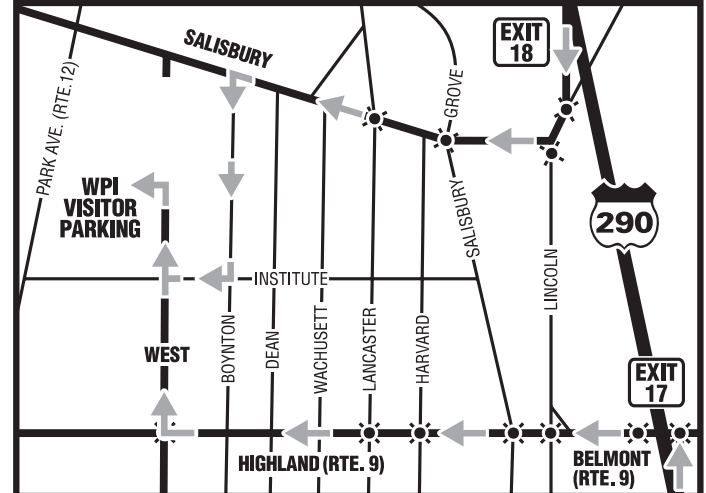 SALISBURY
EXIT
18
GROVE
PARK AVE. (RTE.12)
WPI
VISITOR
PARKING
290
SALISBURY
INSTITUTE
LINCOLN
WEST
BOYNTON
DEAN
WACHUSETT
LANCASTER
HARVARD
EXIT
17
HIGHLAND (RTE. 9)
BELMONT
(RTE. 9)